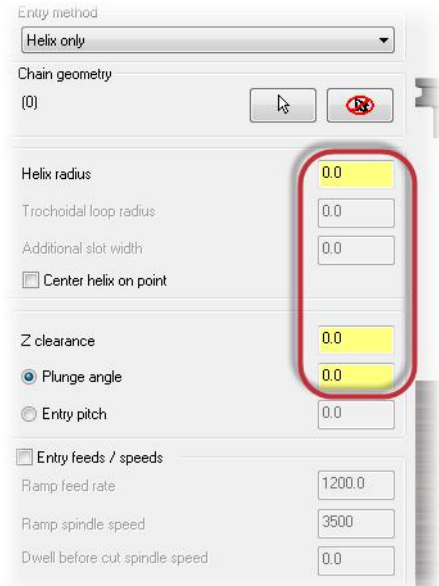 Entry method
Helix only
Chain geometry
(0)
Helix radius 0.0
Trochoidal loop radius 0.0
Additional slot width 0.0
Center helix on point
Z clearance 0.0
Plunge angle 0.0
Entry pitch 0.0
Entry feeds / speeds
Ramp feed rate 1200.0
Ramp spindle speed 3500
Dwell before cut spindle speed 0.0